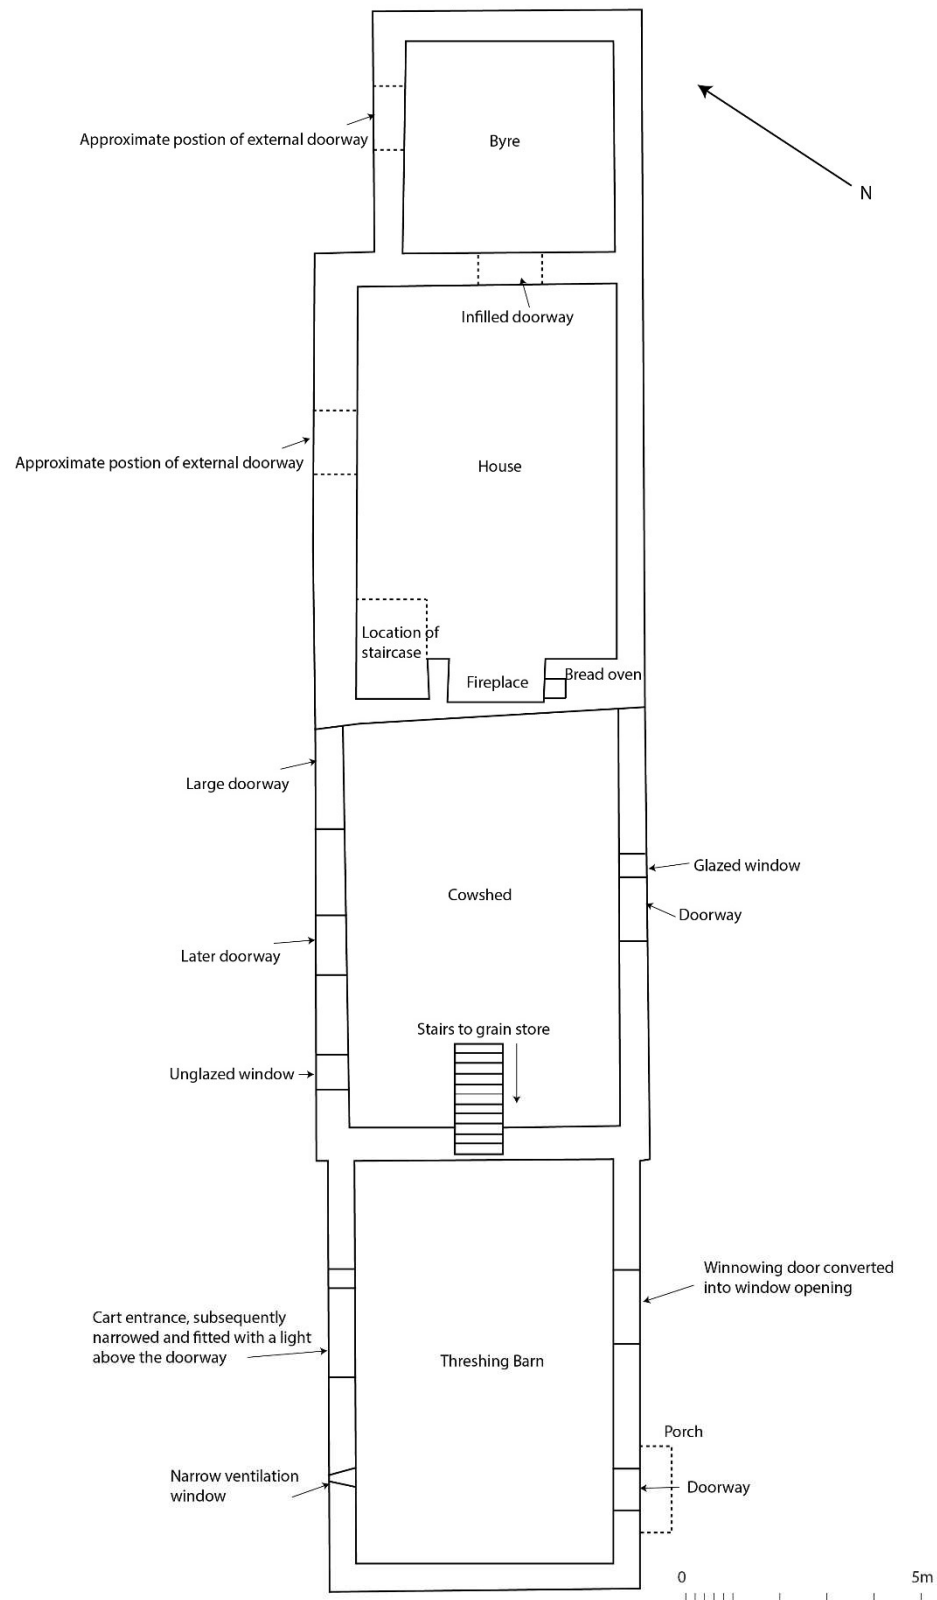 Byre
Approximate postion of external doorway
N
Infilled doorway
House
Approximate postion of external doorway
Location of
staircase
Fireplace
Bread oven
Large doorway
Glazed window
Cowshed
Doorway
Later doorway
Stairs to grain store
Unglazed window
Winnowing door converted
into window opening
Cart entrance, subsequently
narrowed and fitted with a light
above the doorway
Threshing Barn
Porch
Narrow ventilation
window
Doorway
0 5m